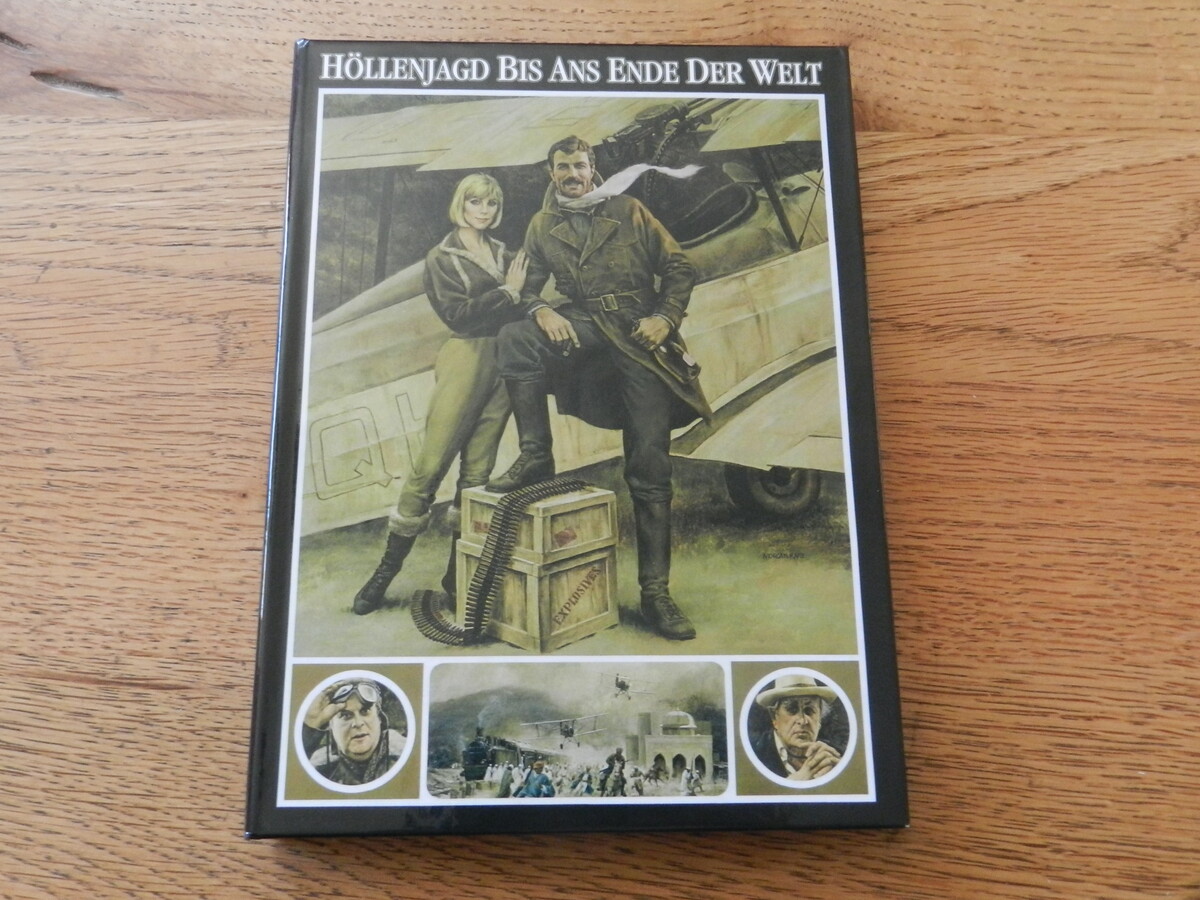 HÖLLENJAGD BIS ANS ENDE DER WELT
Q
EXPLOSIVES